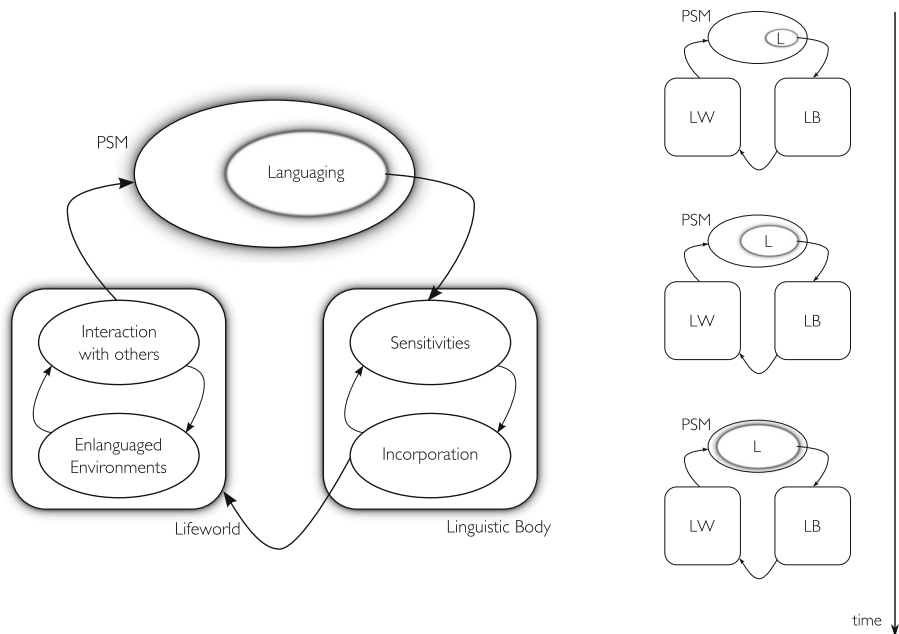 PSM
Languaging
Interaction
with others
Enlanguaged
Environments
Lifeworld
Sensitivities
Incorporation
Linguistic Body
PSM
L
LW
LB
PSM
L
LW
LB
PSM
L
LW
LB
time